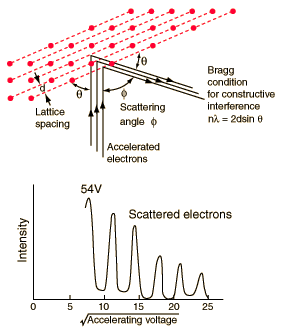 d
Lattice
spacing
θ
ϕ
θ
Scattering
angle ϕ
Accelerated
electrons
Bragg
condition
for constructive
interference
nλ = 2dsin θ
54V
Scattered electrons
Intensity
0 5 10 15 20 25
√Accelerating voltage